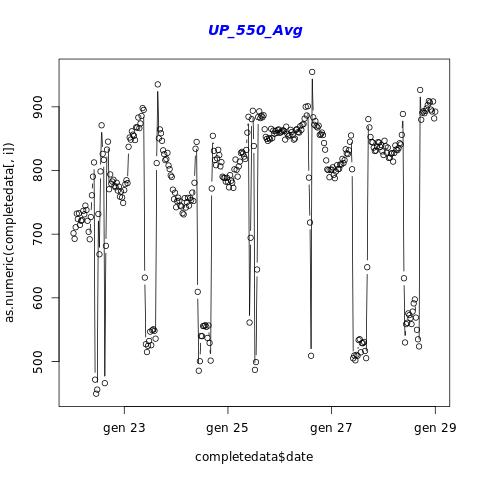 UP_550_Avg
as.numeric(completedata[, i])
900
800
700
600
500
gen 23
gen 25
gen 27
gen 29
completedata$date